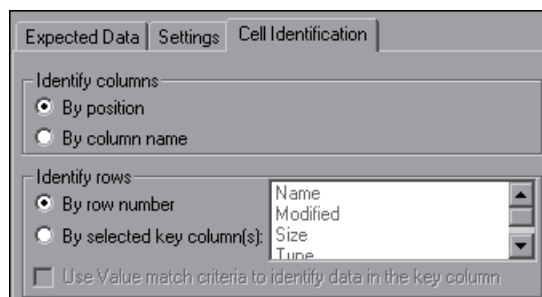 Expected Data Settings Cell Identification
Identify columns
By position
By column name
Identify rows
By row number
By selected key column(s):
Name
Modified
Size
Type
Use Value match criteria to identify data in the key column